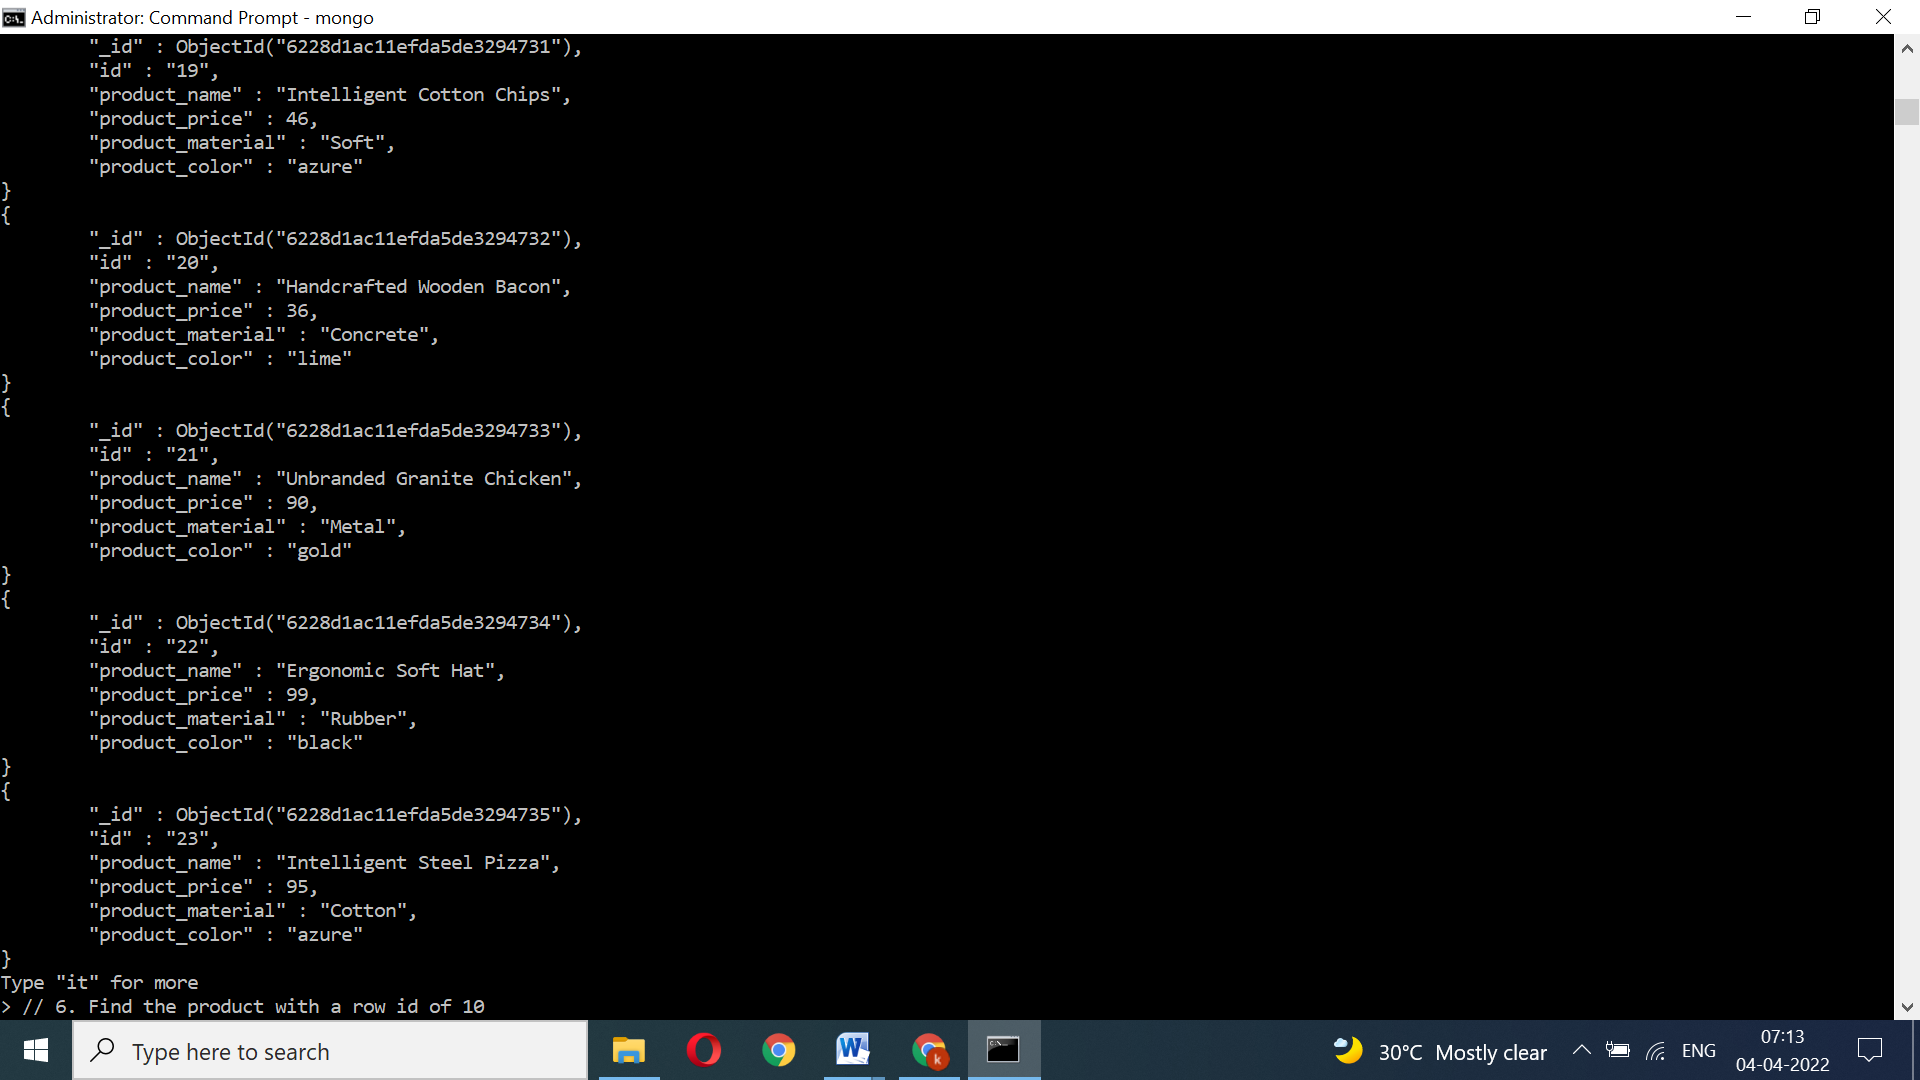 Administrator: Command Prompt - mongo
"_id" : ObjectId("6228d1ac11efda5de3294731"),
"id" : "19",
"product_name" : "Intelligent Cotton Chips",
"product_price" : 46,
"product_material" : "Soft",
"product_color" : "azure"
}
{
"_id" : ObjectId("6228d1ac11efda5de3294732"),
"id" : "20",
"product_name" : "Handcrafted Wooden Bacon",
"product_price" : 36,
"product_material" : "Concrete",
"product_color" : "lime"
}
{
"_id" : ObjectId("6228d1ac11efda5de3294733"),
"id" : "21",
"product_name" : "Unbranded Granite Chicken",
"product_price" : 90,
"product_material" : "Metal",
"product_color" : "gold"
}
{
"_id" : ObjectId("6228d1ac11efda5de3294734"),
"id" : "22",
"product_name" : "Ergonomic Soft Hat",
"product_price" : 99,
"product_material" : "Rubber",
"product_color" : "black"
}
{
"_id" : ObjectId("6228d1ac11efda5de3294735"),
"id" : "23",
"product_name" : "Intelligent Steel Pizza",
"product_price" : 95,
"product_material" : "Cotton",
"product_color" : "azure"
}
Type "it" for more
> // 6. Find the product with a row id of 10
Type here to search
30°C Mostly clear
ENG
07:13
04-04-2022